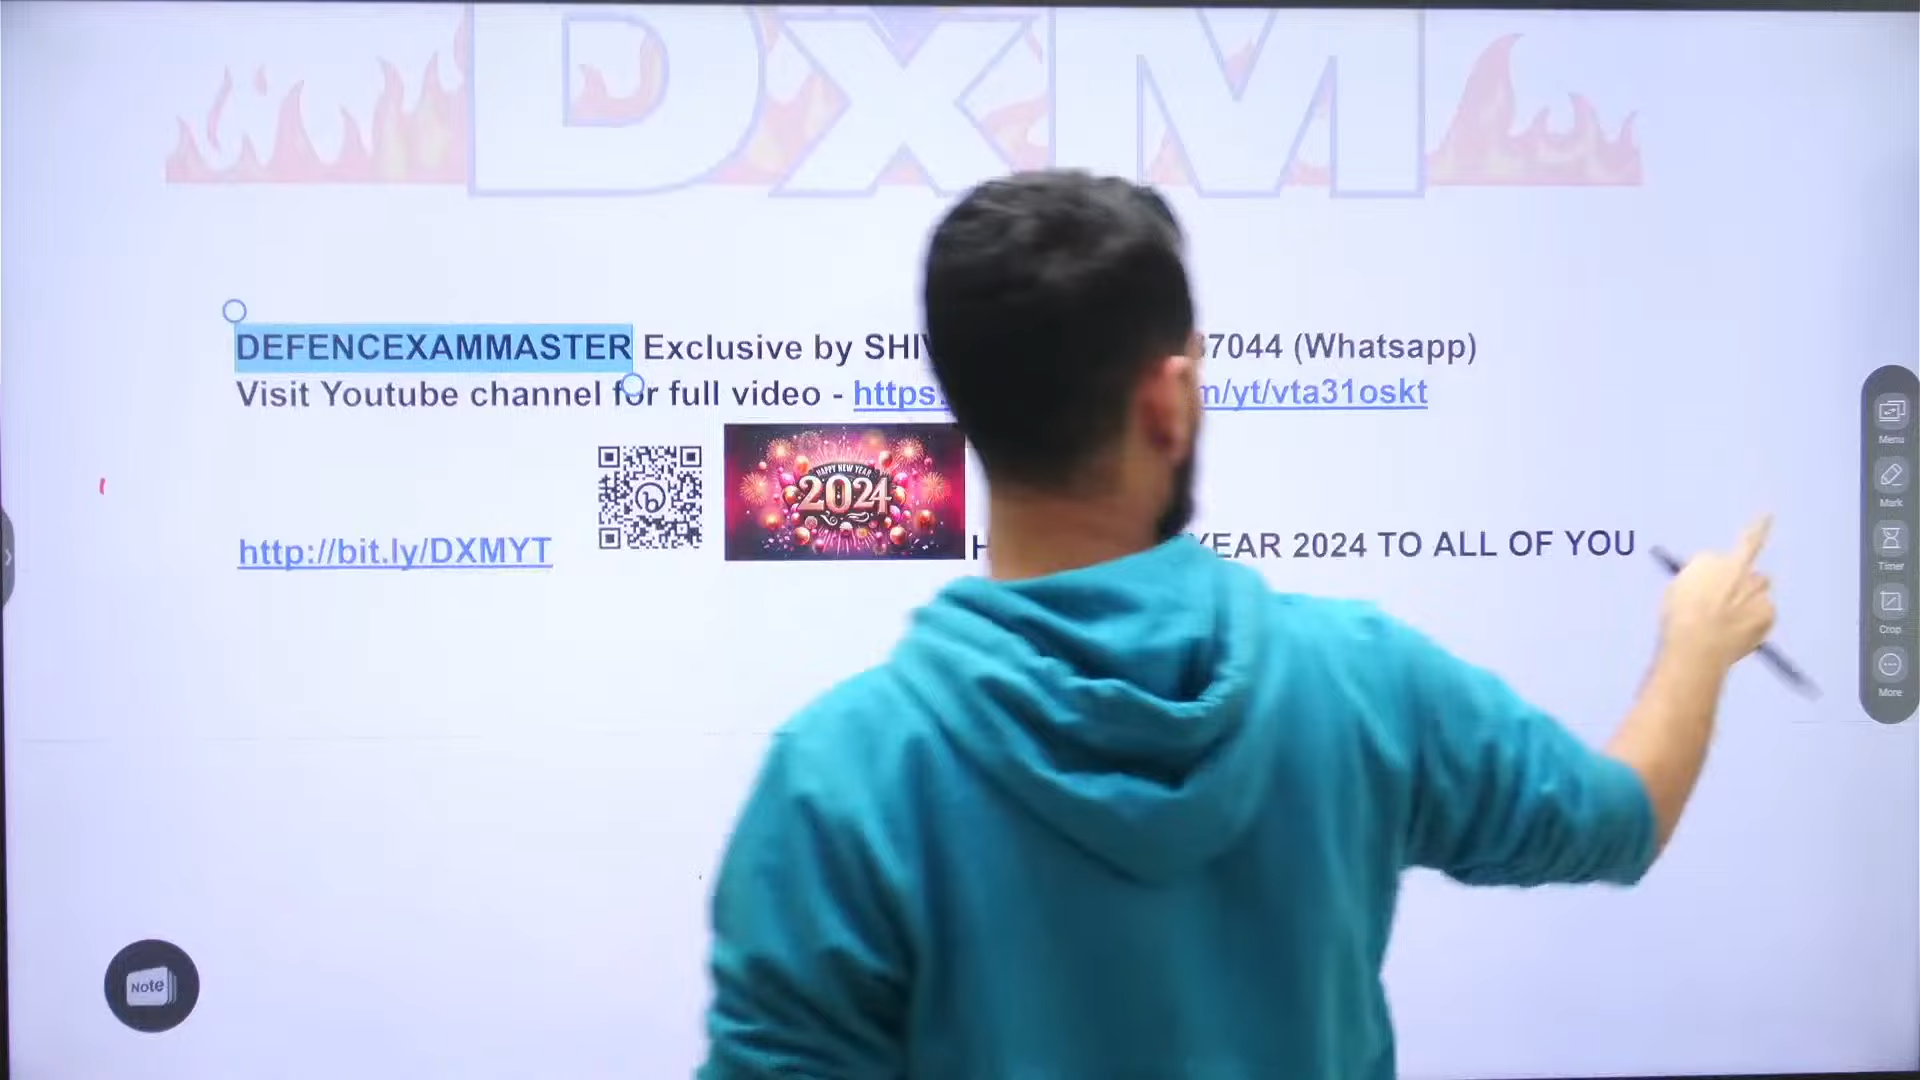 DXM
DEFENCEXAMMASTER Exclusive by 37044 (Whatsapp)
Visit Youtube channel for full video - https: m/yt/vta31oskt
HAPPY NEW YEAR
2024
http://bit.ly/DXMYT YEAR 2024 TO ALL OF YOU
Menu
Mark
Timer
Crop
More
Note